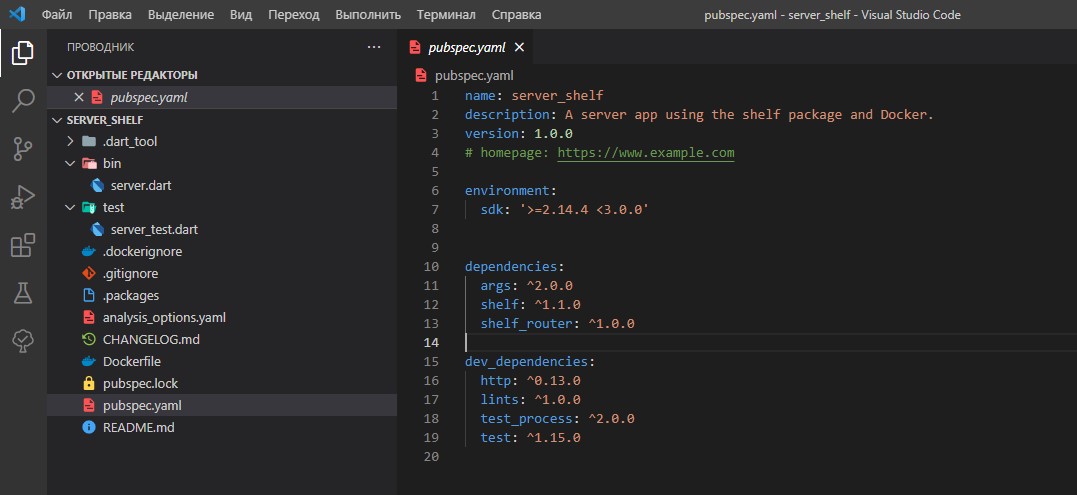 Файл Правка Выделение Вид Переход Выполнить Терминал Справка pubspec.yaml - server_shelf - Visual Studio Code
ПРОВОДНИК ...
ОТКРЫТЫЕ РЕДАКТОРЫ
pubspec.yaml
SERVER_SHELF
.dart_tool
bin
server.dart
test
server_test.dart
.dockerignore
.gitignore
.packages
analysis_options.yaml
CHANGELOG.md
Dockerfile
pubspec.lock
pubspec.yaml
README.md
pubspec.yaml
pubspec.yaml
1 name: server_shelf
2 description: A server app using the shelf package and Docker.
3 version: 1.0.0
4 # homepage: https://www.example.com
5
6 environment:
7   sdk: '>=2.14.4 <3.0.0'
8
9
10 dependencies:
11   args: ^2.0.0
12   shelf: ^1.1.0
13   shelf_router: ^1.0.0
14
15 dev_dependencies:
16   http: ^0.13.0
17   lints: ^1.0.0
18   test_process: ^2.0.0
19   test: ^1.15.0
20